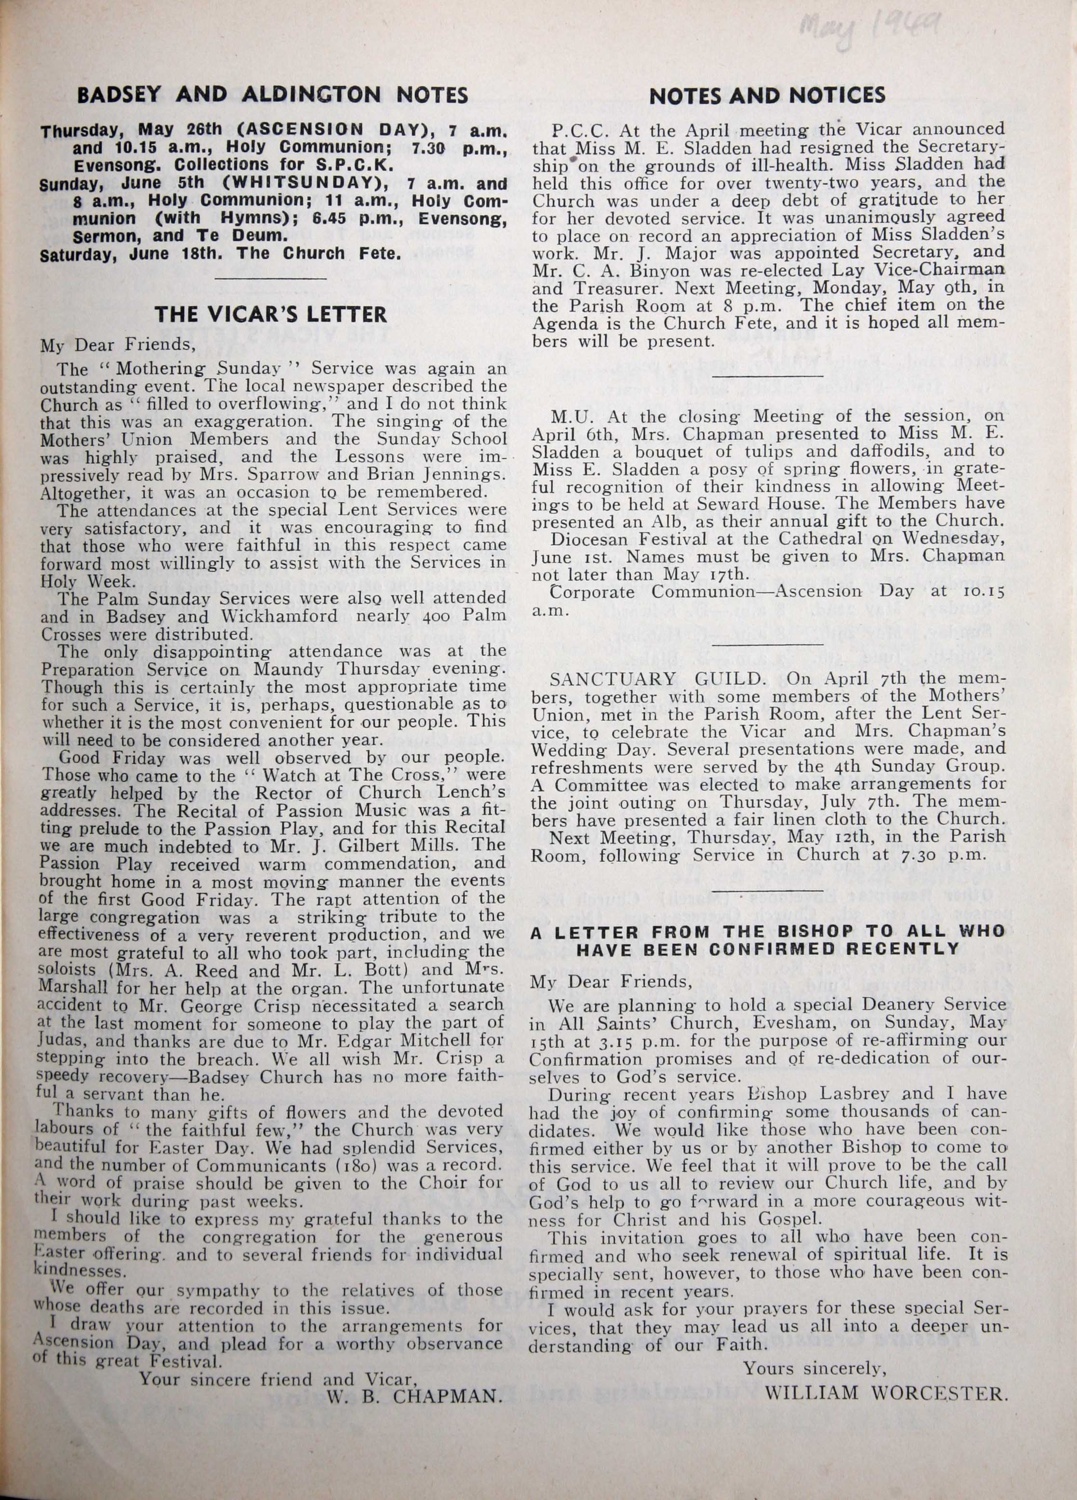 May 1949
BADSEY AND ALDINGTON NOTES
Thursday, May 26th (ASCENSION DAY), 7 a.m.
and 10.15 a.m., Holy Communion; 7.30 p.m.,
Evensong. Collections for S.P.C.K.
Sunday, June 5th (WHITSUNDAY), 7 a.m. and
8 a.m., Holy Communion; 11 a.m., Holy Com-
munion (with Hymns); 6.45 p.m., Evensong,
Sermon, and Te Deum.
Saturday, June 18th. The Church Fete.
THE VICAR'S LETTER
My Dear Friends,
The “ Mothering Sunday ” Service was again an
outstanding event. The local newspaper described the
Church as “ filled to overflowing,” and I do not think
that this was an exaggeration. The singing of the
Mothers' Union Members and the Sunday School
was highly praised, and the Lessons were im-
pressively read by Mrs. Sparrow and Brian Jennings.
Altogether, it was an occasion to be remembered.
The attendances at the special Lent Services were
very satisfactory, and it was encouraging to find
that those who were faithful in this respect came
forward most willingly to assist with the Services in
Holy Week.
The Palm Sunday Services were also well attended
and in Badsey and Wickhamford nearly 400 Palm
Crosses were distributed.
The only disappointing attendance was at the
Preparation Service on Maundy Thursday evening.
Though this is certainly the most appropriate time
for such a Service, it is, perhaps, questionable as to
whether it is the most convenient for our people. This
will need to be considered another year.
Good Friday was well observed by our people.
Those who came to the “ Watch at The Cross,” were
greatly helped by the Rector of Church Lench's
addresses. The Recital of Passion Music was a fit-
ting prelude to the Passion Play, and for this Recital
we are much indebted to Mr. J. Gilbert Mills. The
Passion Play received warm commendation, and
brought home in a most moving manner the events
of the first Good Friday. The rapt attention of the
large congregation was a striking tribute to the
effectiveness of a very reverent production, and we
are most grateful to all who took part, including the
soloists (Mrs. A. Reed and Mr. L. Bott) and Mrs.
Marshall for her help at the organ. The unfortunate
accident to Mr. George Crisp necessitated a search
at the last moment for someone to play the part of
Judas, and thanks are due to Mr. Edgar Mitchell for
stepping into the breach. We all wish Mr. Crisp a
speedy recovery—Badsey Church has no more faith-
ful a servant than he.
Thanks to many gifts of flowers and the devoted
labours of “ the faithful few,” the Church was very
beautiful for Easter Day. We had splendid Services,
and the number of Communicants (180) was a record.
A word of praise should be given to the Choir for
their work during past weeks.
I should like to express my grateful thanks to the
members of the congregation for the generous
Easter offering. and to several friends for individual
kindnesses.
We offer our sympathy to the relatives of those
whose deaths are recorded in this issue.
I draw your attention to the arrangements for
Ascension Day, and plead for a worthy observance
of this great Festival.
Your sincere friend and Vicar,
W. B. CHAPMAN.
NOTES AND NOTICES
P.C.C. At the April meeting the Vicar announced
that Miss M. E. Sladden had resigned the Secretary-
ship on the grounds of ill-health. Miss Sladden had
held this office for over twenty-two years, and the
Church was under a deep debt of gratitude to her
for her devoted service. It was unanimously agreed
to place on record an appreciation of Miss Sladden's
work. Mr. J. Major was appointed Secretary, and
Mr. C. A. Binyon was re-elected Lay Vice-Chairman
and Treasurer. Next Meeting, Monday, May 9th, in
the Parish Room at 8 p.m. The chief item on the
Agenda is the Church Fete, and it is hoped all mem-
bers will be present.
M.U. At the closing Meeting of the session, on
April 6th, Mrs. Chapman presented to Miss M. E.
Sladden a bouquet of tulips and daffodils, and to
Miss E. Sladden a posy of spring flowers, in grate-
ful recognition of their kindness in allowing Meet-
ings to be held at Seward House. The Members have
presented an Alb, as their annual gift to the Church.
Diocesan Festival at the Cathedral on Wednesday,
June 1st. Names must be given to Mrs. Chapman
not later than May 17th.
Corporate Communion—Ascension Day at 10.15
a.m.
SANCTUARY GUILD. On April 7th the mem-
bers, together with some members of the Mothers'
Union, met in the Parish Room, after the Lent Ser-
vice, to celebrate the Vicar and Mrs. Chapman's
Wedding Day. Several presentations were made, and
refreshments were served by the 4th Sunday Group.
A Committee was elected to make arrangements for
the joint outing on Thursday, July 7th. The mem-
bers have presented a fair linen cloth to the Church.
Next Meeting, Thursday, May 12th, in the Parish
Room, following Service in Church at 7.30 p.m.
A LETTER FROM THE BISHOP TO ALL WHO
HAVE BEEN CONFIRMED RECENTLY
My Dear Friends,
We are planning to hold a special Deanery Service
in All Saints' Church, Evesham, on Sunday, May
15th at 3.15 p.m. for the purpose of re-affirming our
Confirmation promises and of re-dedication of our-
selves to God's service.
During recent years Bishop Lasbrey and I have
had the joy of confirming some thousands of can-
didates. We would like those who have been con-
firmed either by us or by another Bishop to come to
this service. We feel that it will prove to be the call
of God to us all to review our Church life, and by
God's help to go forward in a more courageous wit-
ness for Christ and his Gospel.
This invitation goes to all who have been con-
firmed and who seek renewal of spiritual life. It is
specially sent, however, to those who have been con-
firmed in recent years.
I would ask for your prayers for these special Ser-
vices, that they may lead us all into a deeper un-
derstanding of our Faith.
Yours sincerely,
WILLIAM WORCESTER.